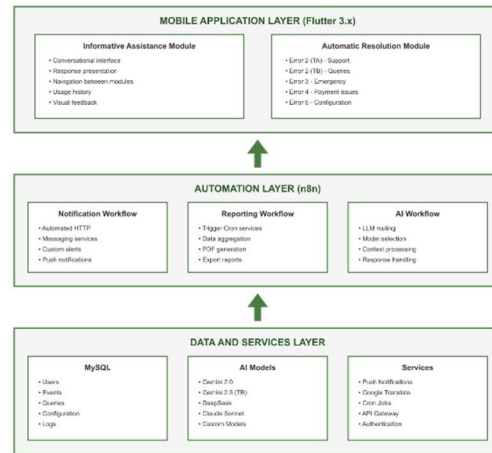 MOBILE APPLICATION LAYER (Flutter 3.x)
Informative Assistance Module
• Conversational interface
• Response presentation
• Navigation between modules
• Usage history
• Visual feedback
Automatic Resolution Module
• Error 2 (TA) - Support
• Error 2 (TB) - Queries
• Error 3 - Emergency
• Error 4 - Payment issues
• Error 5 - Configuration
AUTOMATION LAYER (n8n)
Notification Workflow
• Automated HTTP
• Messaging services
• Custom alerts
• Push notifications
Reporting Workflow
• Trigger Cron services
• Data aggregation
• PDF generation
• Export reports
AI Workflow
• LLM routing
• Model selection
• Context processing
• Response handling
DATA AND SERVICES LAYER
MySQL
• Users
• Events
• Queries
• Configuration
• Logs
AI Models
• Gemini 2.0
• Gemini 2.5 (TB)
• DeepSeek
• Claude Sonnet
• Custom Models
Services
• Push Notifications
• Google Translate
• Cron Jobs
• API Gateway
• Authentication